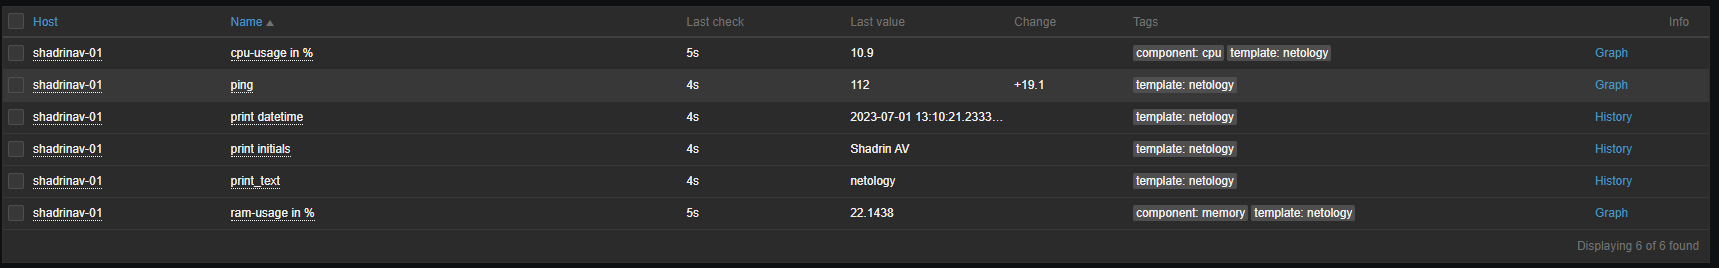 Host Name Last check Last value Change Tags Info
shadrinav-01 cpu-usage in % 5s 10.9 component: cpu template: netology Graph
shadrinav-01 ping 4s 112 +19.1 template: netology Graph
shadrinav-01 print datetime 4s 2023-07-01 13:10:21.2333... template: netology History
shadrinav-01 print initials 4s Shadrin AV template: netology History
shadrinav-01 print_text 4s netology template: netology History
shadrinav-01 ram-usage in % 5s 22.1438 component: memory template: netology Graph
Displaying 6 of 6 found